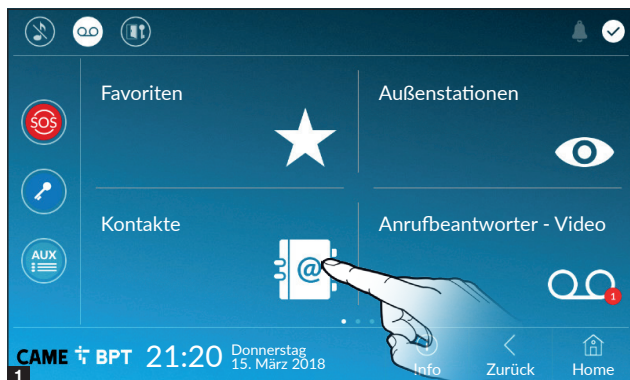 SOS
AUX
Favoriten
Außenstationen
Kontakte
@
Anrufbeantworter - Video
1
CAME BPT
21:20
Donnerstag
15. März 2018
Info
Zurück
Home
1